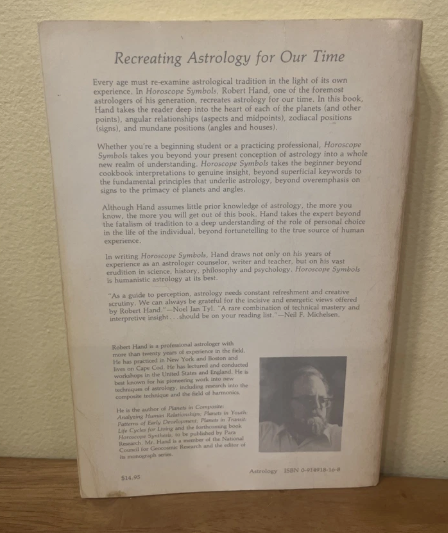 Recreating Astrology for Our Time
Every age must re-examine astrological tradition in the light of its own
experience. In Horoscope Symbols, Robert Hand, one of the foremost
astrologers of his generation, recreates astrology for our time. In this book,
Hand takes the reader deep into the heart of each of the planets (and other
points), angular relationships (aspects and midpoints), zodiacal positions
(signs), and mundane positions (angles and houses).
Whether you're a beginning student or a practicing professional, Horoscope
Symbols takes you beyond your present conception of astrology into a whole
new realm of understanding. Horoscope Symbols takes the beginner beyond
cookbook interpretations to genuine insight, beyond superficial keywords to
the fundamental principles that underlie astrology, beyond overemphasis on
signs to the primacy of planets and angles.
Although Hand assumes little prior knowledge of astrology, the more you
know, the more you will get out of this book. Hand takes the expert beyond
the fatalism of tradition to a deep understanding of the role of personal choice
in the life of the individual, beyond fortunetelling to the true source of human
experience.
In writing Horoscope Symbols, Hand draws not only on his years of
experience as an astrologer counselor, writer and teacher, but on his vast
erudition in science, history, philosophy and psychology. Horoscope Symbols
is humanistic astrology at its best.
"As a guide to perception, astrology needs constant refreshment and creative
scrutiny. We can always be grateful for the incisive and energetic views offered
by Robert Hand."—Noel Jan Tyl. "A rare combination of technical mastery and
interpretive insight... should be on your reading list."—Neil F. Michelsen.
Robert Hand is a professional astrologer with
more than twenty years of experience in the field.
He has practiced in New York and Boston and
lives on Cape Cod. He has lectured and conducted
workshops in the United States and England. He is
best known for his pioneering work into new
techniques of astrology, including research into the
composite technique and the field of harmonics.
He is the author of Planets in Composite:
Analyzing Human Relationships, Planets in Youth:
Patterns of Early Development, Planets in Transit:
Life Cycles for Living and the forthcoming book
Horoscope Synthesis, to be published by Para
Research. Mr. Hand is a member of the National
Council for Geocosmic Research and the editor of
its monograph series.
$14.95
Astrology ISBN 0-914918-16-8